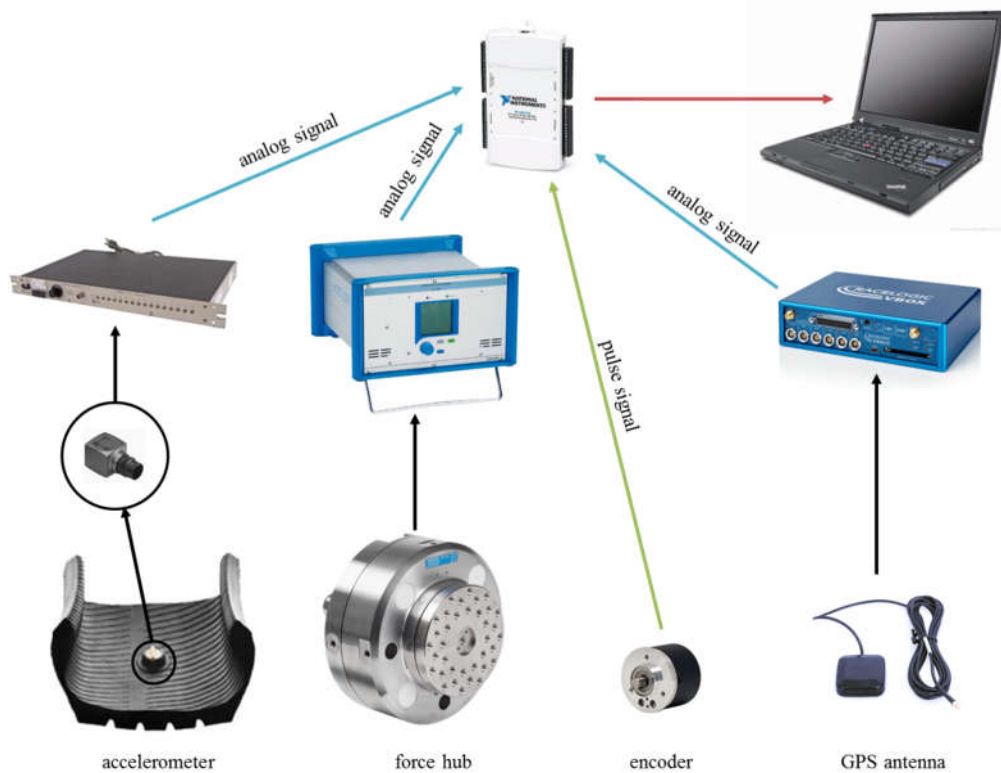 NATIONAL
INSTRUMENTS
analog signal
analog signal
analog signal
pulse signal
RACELOGIC
VBOX
accelerometer
force hub
encoder
GPS antenna